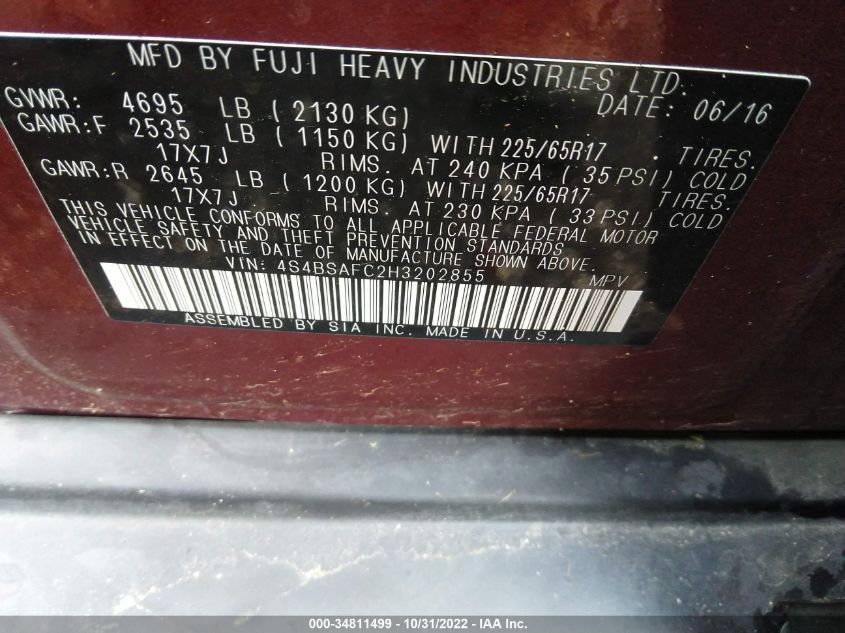 MFD BY FUJI HEAVY INDUSTRIES LTD.
DATE: 06/16
GVWR: 4695 LB ( 2130 KG)
GAWR:F 2535 LB ( 1150 KG) WITH 225/65R17 TIRES.
17X7J RIMS. AT 240 KPA ( 35 PSI) COLD
GAWR:R 2645 LB ( 1200 KG) WITH 225/65R17 TIRES.
17X7J RIMS. AT 230 KPA ( 33 PSI) COLD
THIS VEHICLE CONFORMS TO ALL APPLICABLE FEDERAL MOTOR
VEHICLE SAFETY AND THEFT PREVENTION STANDARDS
IN EFFECT ON THE DATE OF MANUFACTURE SHOWN ABOVE.
VIN: 4S4BSAFC2H3202855 MPV
ASSEMBLED BY SIA INC. MADE IN U.S.A.
000-34811499 - 10/31/2022 - IAA Inc.